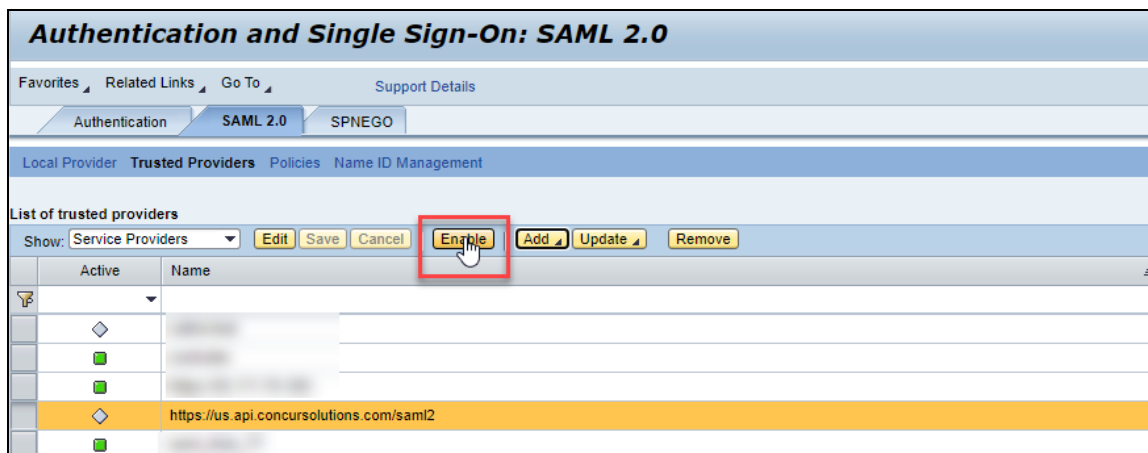 Authentication and Single Sign-On: SAML 2.0
Favorites Related Links Go To Support Details
Authentication SAML 2.0 SPNEGO
Local Provider Trusted Providers Policies Name ID Management
List of trusted providers
Show: Service Providers Edit Save Cancel Enable Add Update Remove
Active Name
https://us.api.concursolutions.com/saml2